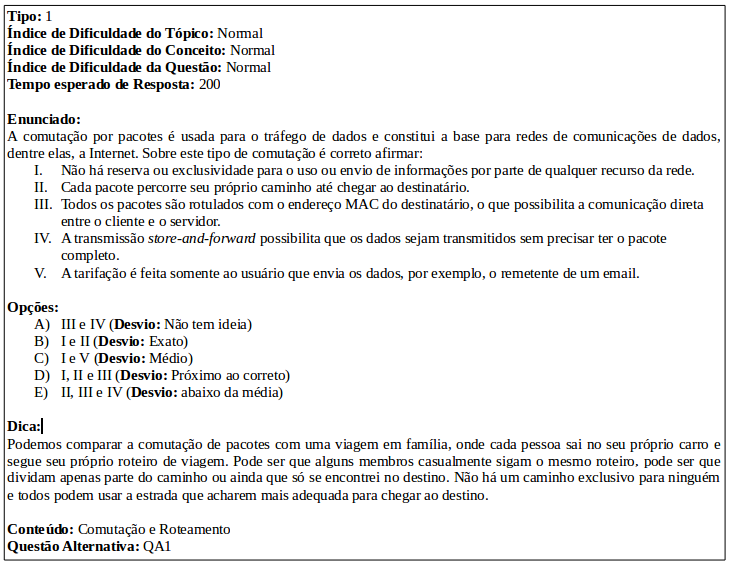 Tipo: 1
Índice de Dificuldade do Tópico: Normal
Índice de Dificuldade do Conceito: Normal
Índice de Dificuldade da Questão: Normal
Tempo esperado de Resposta: 200
Enunciado:
A comutação por pacotes é usada para o tráfego de dados e constitui a base para redes de comunicações de dados,
dentre elas, a Internet. Sobre este tipo de comutação é correto afirmar:
I. Não há reserva ou exclusividade para o uso ou envio de informações por parte de qualquer recurso da rede.
II. Cada pacote percorre seu próprio caminho até chegar ao destinatário.
III. Todos os pacotes são rotulados com o endereço MAC do destinatário, o que possibilita a comunicação direta
entre o cliente e o servidor.
IV. A transmissão store-and-forward possibilita que os dados sejam transmitidos sem precisar ter o pacote
completo.
V. A tarifação é feita somente ao usuário que envia os dados, por exemplo, o remetente de um email.
Opções:
A) III e IV (Desvio: Não tem ideia)
B) I e II (Desvio: Exato)
C) I e V (Desvio: Médio)
D) I, II e III (Desvio: Próximo ao correto)
E) II, III e IV (Desvio: abaixo da média)
Dica:
Podemos comparar a comutação de pacotes com uma viagem em família, onde cada pessoa sai no seu próprio carro e
segue seu próprio roteiro de viagem. Pode ser que alguns membros casualmente sigam o mesmo roteiro, pode ser que
dividam apenas parte do caminho ou ainda que só se encontrei no destino. Não há um caminho exclusivo para ninguém
e todos podem usar a estrada que acharem mais adequada para chegar ao destino.
Conteúdo: Comutação e Roteamento
Questão Alternativa: QA1